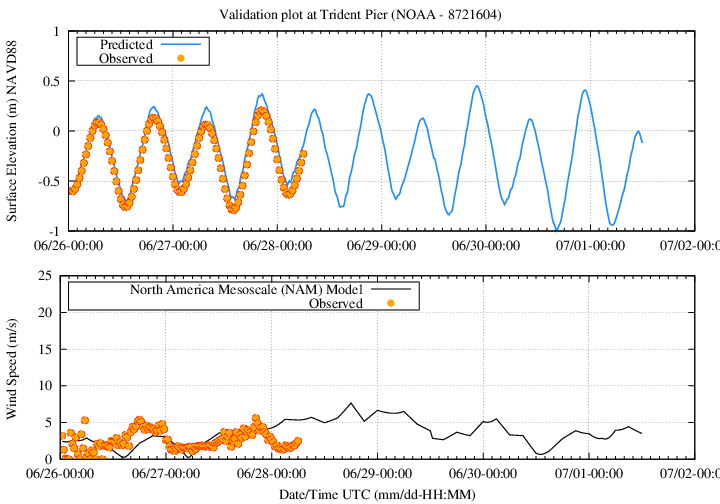 Validation plot at Trident Pier (NOAA - 8721604)
Surface Elevation (m) NAVD88
Predicted
Observed
1
0.5
0
-0.5
-1
06/26-00:00 06/27-00:00 06/28-00:00 06/29-00:00 06/30-00:00 07/01-00:00 07/02-00:0
Wind Speed (m/s)
North America Mesoscale (NAM) Model
Observed
25
20
15
10
5
0
06/26-00:00 06/27-00:00 06/28-00:00 06/29-00:00 06/30-00:00 07/01-00:00 07/02-00:0
Date/Time UTC (mm/dd-HH:MM)